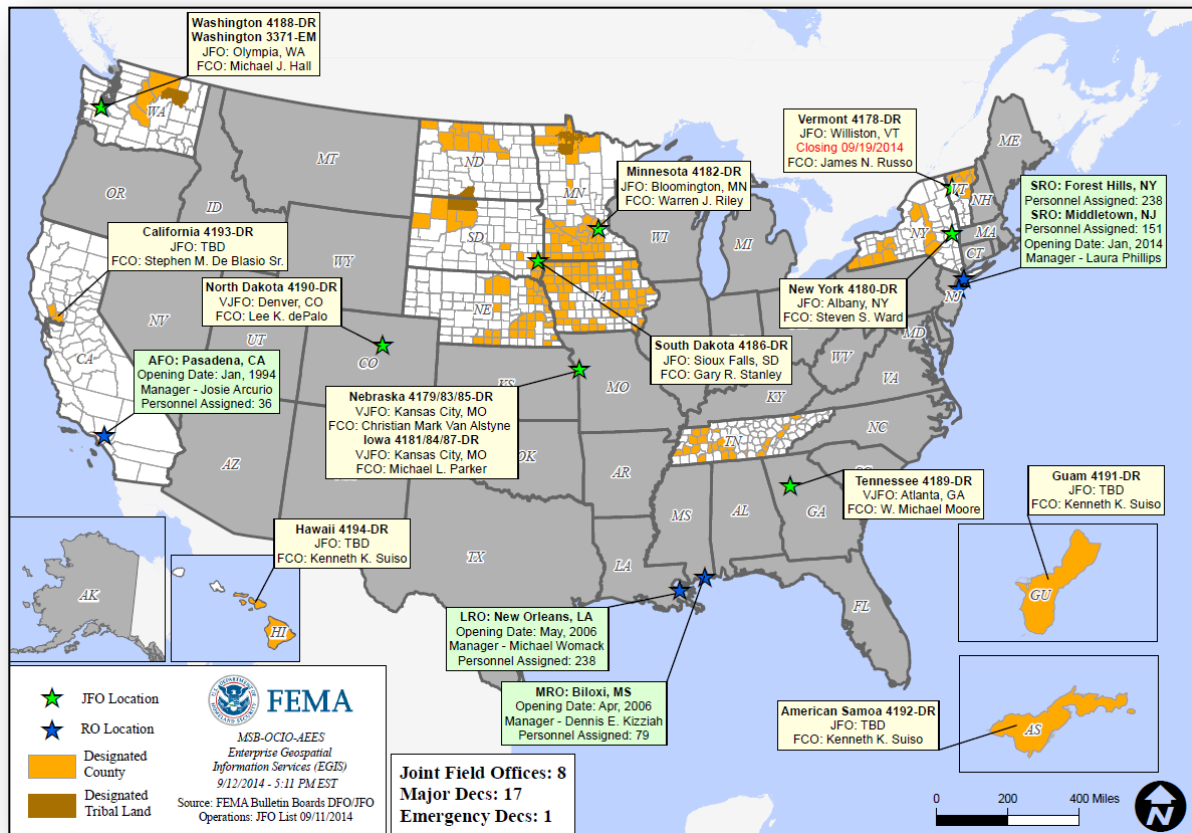 Washington 4188-DR
Washington 3371-EM
JFO: Olympia, WA
FCO: Michael J. Hall
Vermont 4178-DR
JFO: Williston, VT
Closing 09/19/2014
FCO: James N. Russo
Minnesota 4182-DR
JFO: Bloomington, MN
FCO: Warren J. Riley
SRO: Forest Hills, NY
Personnel Assigned: 238
SRO: Middletown, NJ
Personnel Assigned: 151
Opening Date: Jan, 2014
Manager - Laura Phillips
California 4193-DR
JFO: TBD
FCO: Stephen M. De Blasio Sr.
North Dakota 4190-DR
VJFO: Denver, CO
FCO: Lee K. dePalo
New York 4180-DR
JFO: Albany, NY
FCO: Steven S. Ward
South Dakota 4186-DR
JFO: Sioux Falls, SD
FCO: Gary R. Stanley
AFO: Pasadena, CA
Opening Date: Jan, 1994
Manager - Josie Arcurio
Personnel Assigned: 36
Nebraska 4179/83/85-DR
VJFO: Kansas City, MO
FCO: Christian Mark Van Alstyne
Iowa 4181/84/87-DR
VJFO: Kansas City, MO
FCO: Michael L. Parker
Tennessee 4189-DR
VJFO: Atlanta, GA
FCO: W. Michael Moore
Guam 4191-DR
JFO: TBD
FCO: Kenneth K. Suiso
Hawaii 4194-DR
JFO: TBD
FCO: Kenneth K. Suiso
LRO: New Orleans, LA
Opening Date: May, 2006
Manager - Michael Womack
Personnel Assigned: 238
MRO: Biloxi, MS
Opening Date: Apr, 2006
Manager - Dennis E. Kizziah
Personnel Assigned: 79
American Samoa 4192-DR
JFO: TBD
FCO: Kenneth K. Suiso
WA
MT
ND
MN
OR
ID
SD
WI
MI
WY
NE
IA
NV
UT
CO
CA
AZ
MO
KY
WV
VA
MD
NJ
NY
VT
NH
ME
MA
CT
NC
TN
AR
MS
AL
GA
LA
TX
FL
AK
HI
GU
AS
JFO Location
RO Location
Designated
County
Designated
Tribal Land
FEMA
MSB-OCIO-AEES
Enterprise Geospatial
Information Services (EGIS)
9/12/2014 - 5:11 PM EST
Source: FEMA Bulletin Boards DFO/JFO
Operations: JFO List 09/11/2014
Joint Field Offices: 8
Major Decs: 17
Emergency Decs: 1
0 200 400 Miles
N